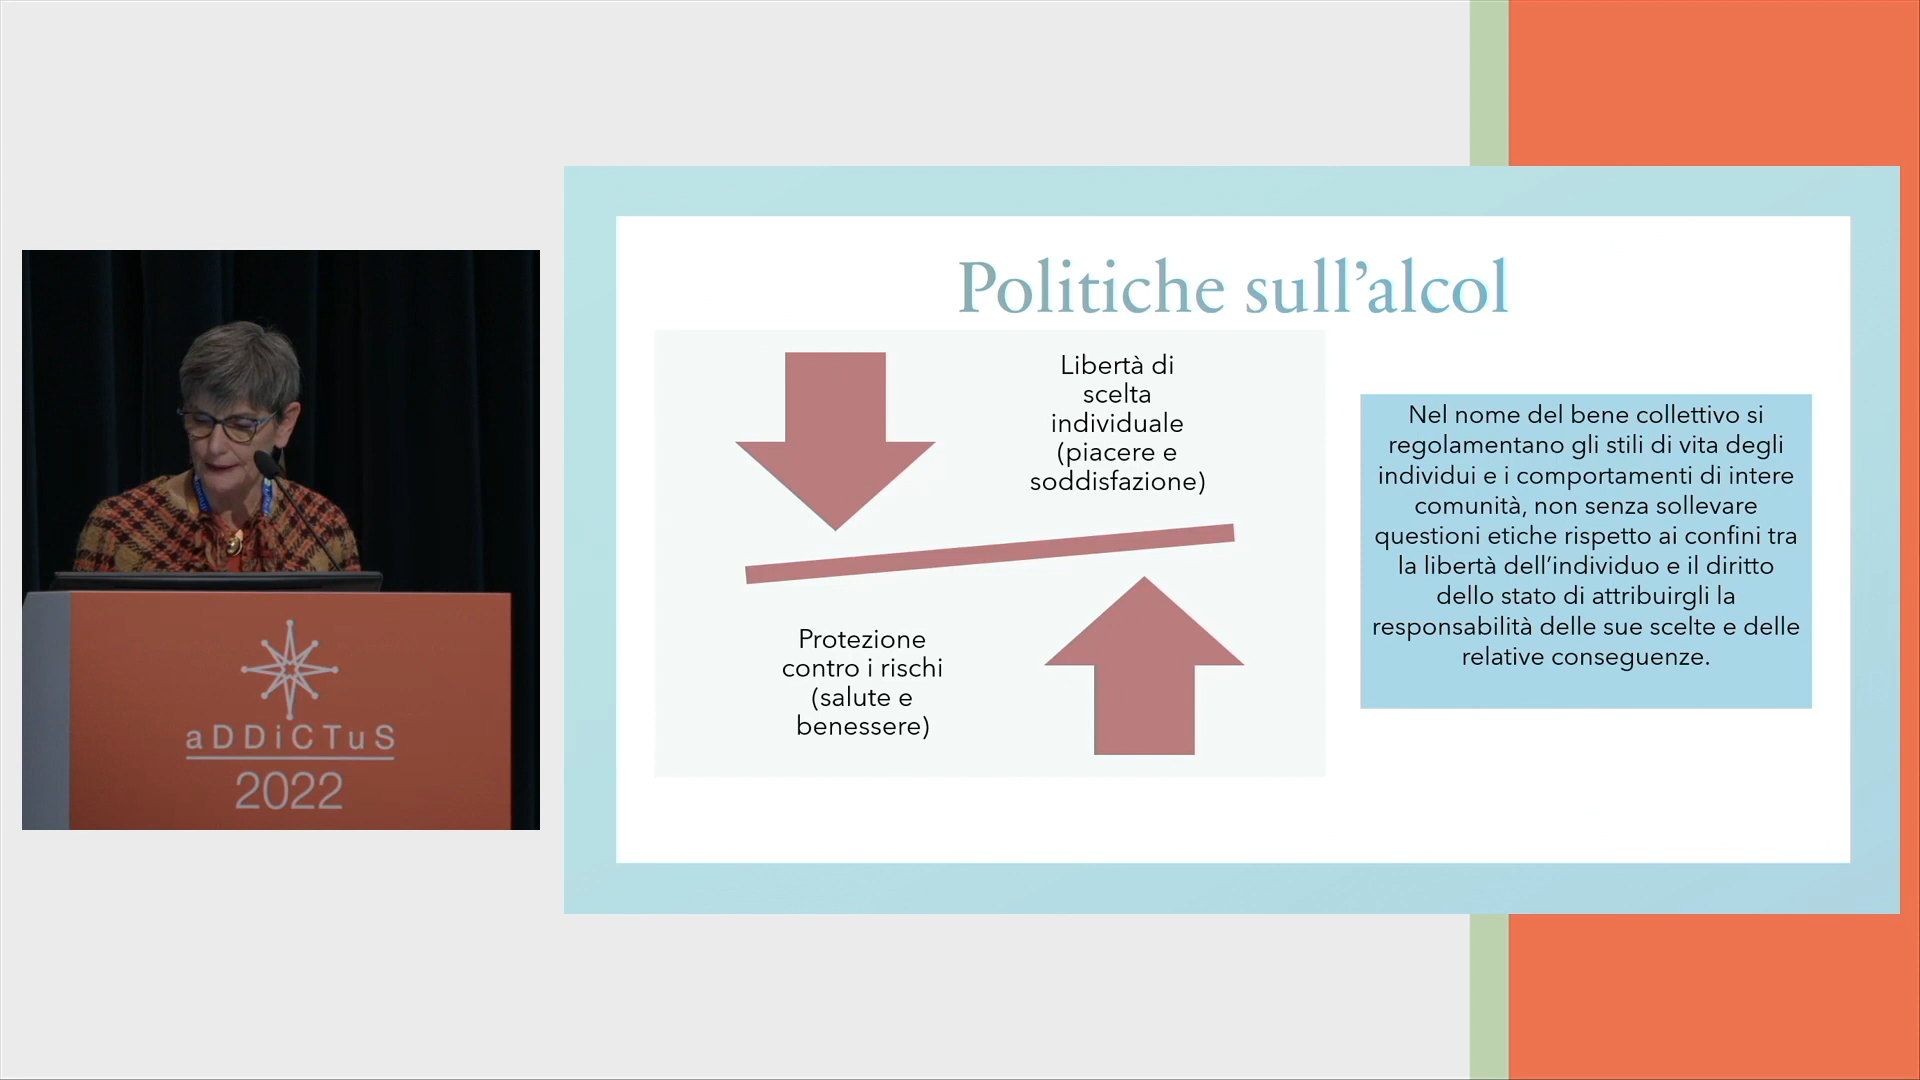 aDDiCTuS
2022
Politiche sull’alcol
Libertà di
scelta
individuale
(piacere e
soddisfazione)
Protezione
contro i rischi
(salute e
benessere)
Nel nome del bene collettivo si
regolamentano gli stili di vita degli
individui e i comportamenti di intere
comunità, non senza sollevare
questioni etiche rispetto ai confini tra
la libertà dell’individuo e il diritto
dello stato di attribuirgli la
responsabilità delle sue scelte e delle
relative conseguenze.